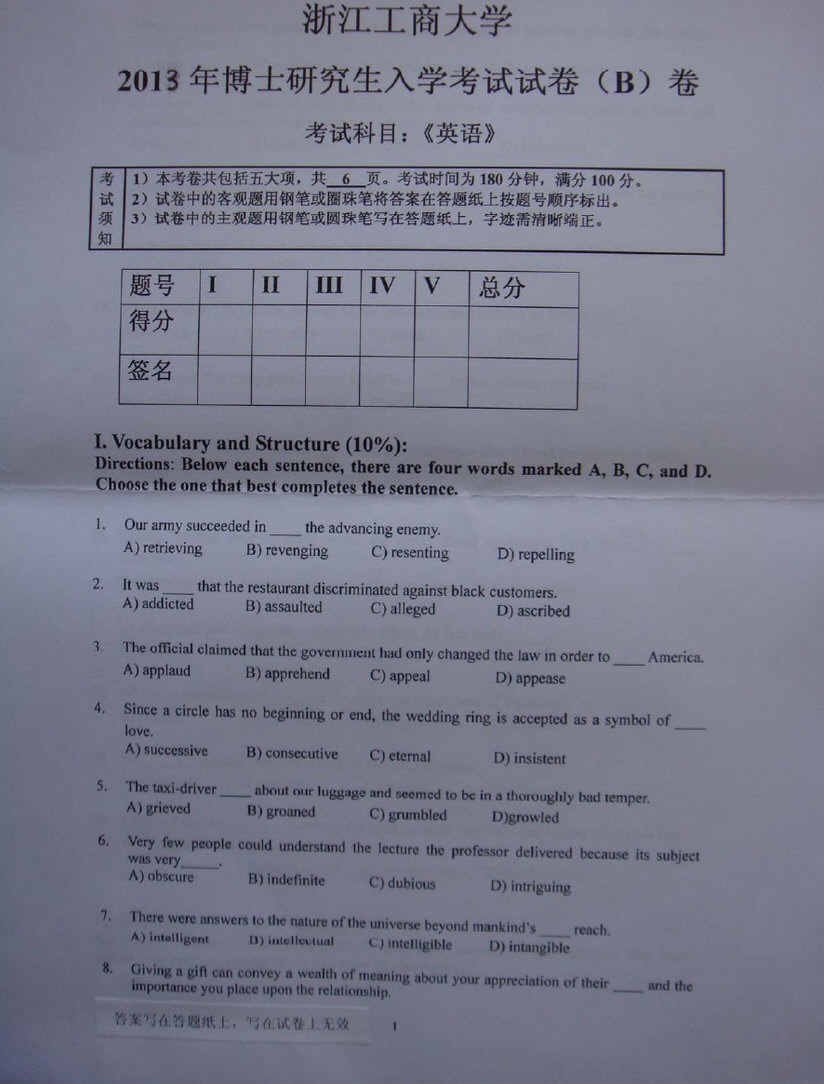 浙江工商大学
2013 年博士研究生入学考试试卷（B）卷
考试科目：《英语》
考试须知
1）本考卷共包括五大项，共 6 页。考试时间为 180 分钟，满分 100 分。
2）试卷中的客观题用钢笔或圈珠笔将答案在答题纸上按题号顺序标出。
3）试卷中的主观题用钢笔或圆珠笔写在答题纸上，字迹需清晰端正。
题号 I II III IV V 总分
得分
签名
I. Vocabulary and Structure (10%):
Directions: Below each sentence, there are four words marked A, B, C, and D.
Choose the one that best completes the sentence.
1. Our army succeeded in ____ the advancing enemy.
A) retrieving B) revenging C) resenting D) repelling
2. It was ____ that the restaurant discriminated against black customers.
A) addicted B) assaulted C) alleged D) ascribed
3. The official claimed that the government had only changed the law in order to ____ America.
A) applaud B) apprehend C) appeal D) appease
4. Since a circle has no beginning or end, the wedding ring is accepted as a symbol of ____
love.
A) successive B) consecutive C) eternal D) insistent
5. The taxi-driver ____ about our luggage and seemed to be in a thoroughly bad temper.
A) grieved B) groaned C) grumbled D)growled
6. Very few people could understand the lecture the professor delivered because its subject
was very_____.
A) obscure B) indefinite C) dubious D) intriguing
7. There were answers to the nature of the universe beyond mankind's ____ reach.
A) intelligent B) intellectual C) intelligible D) intangible
8. Giving a gift can convey a wealth of meaning about your appreciation of their ____ and the
importance you place upon the relationship.
答案写在答题纸上，写在试卷上无效 1